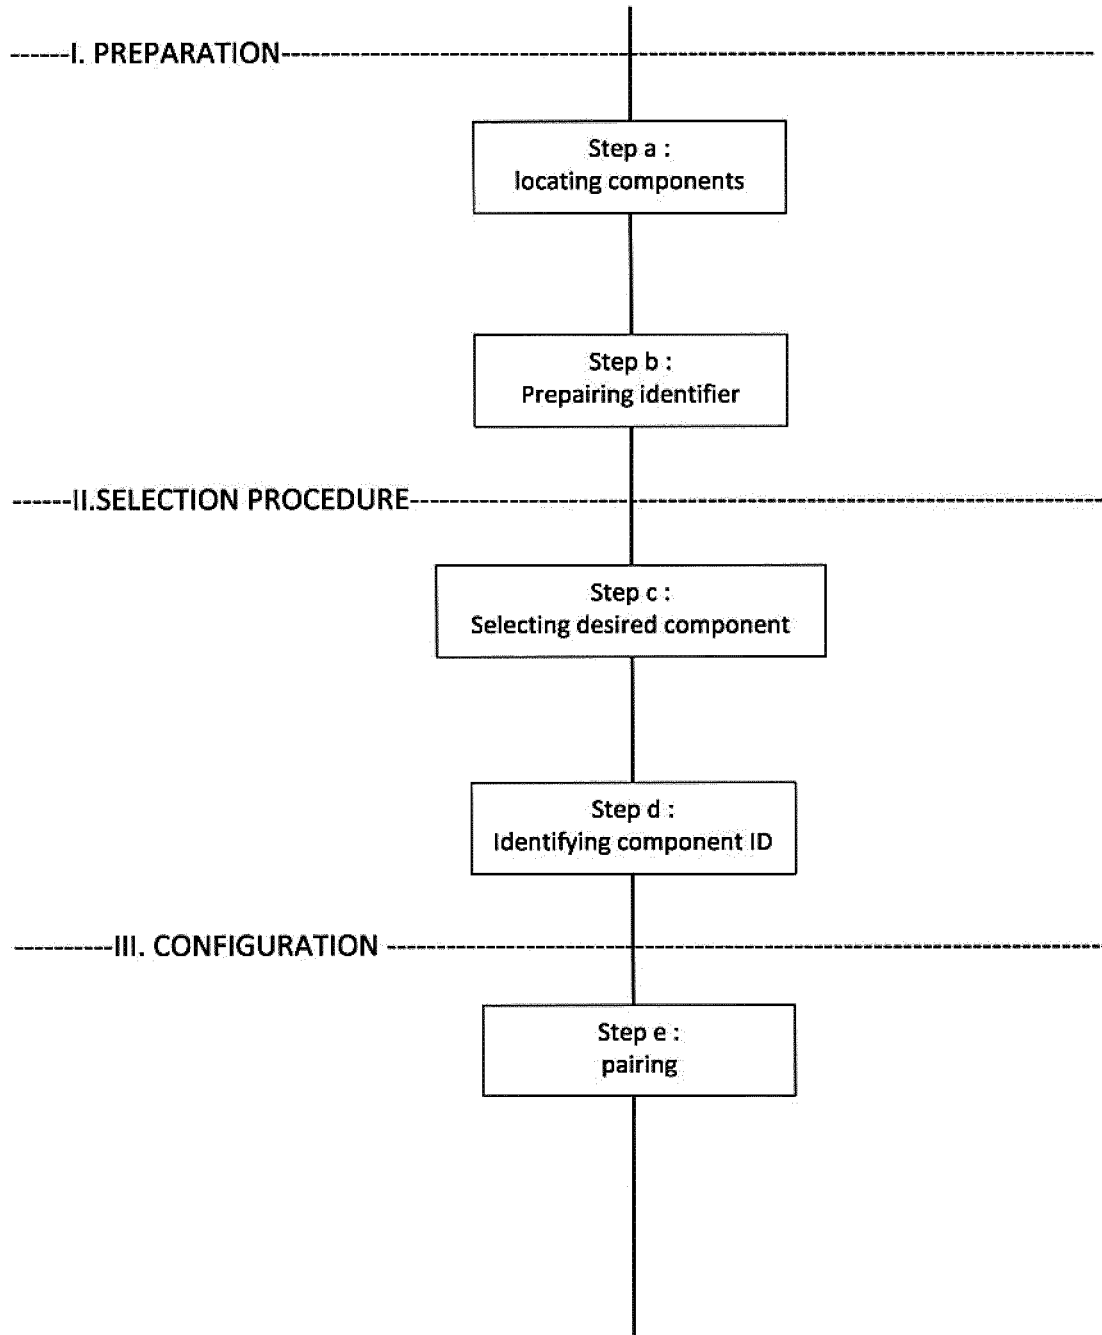 I. PREPARATION
Step a :
locating components
Step b :
Prepairing identifier
II.SELECTION PROCEDURE
Step c :
Selecting desired component
Step d :
Identifying component ID
III. CONFIGURATION
Step e :
pairing